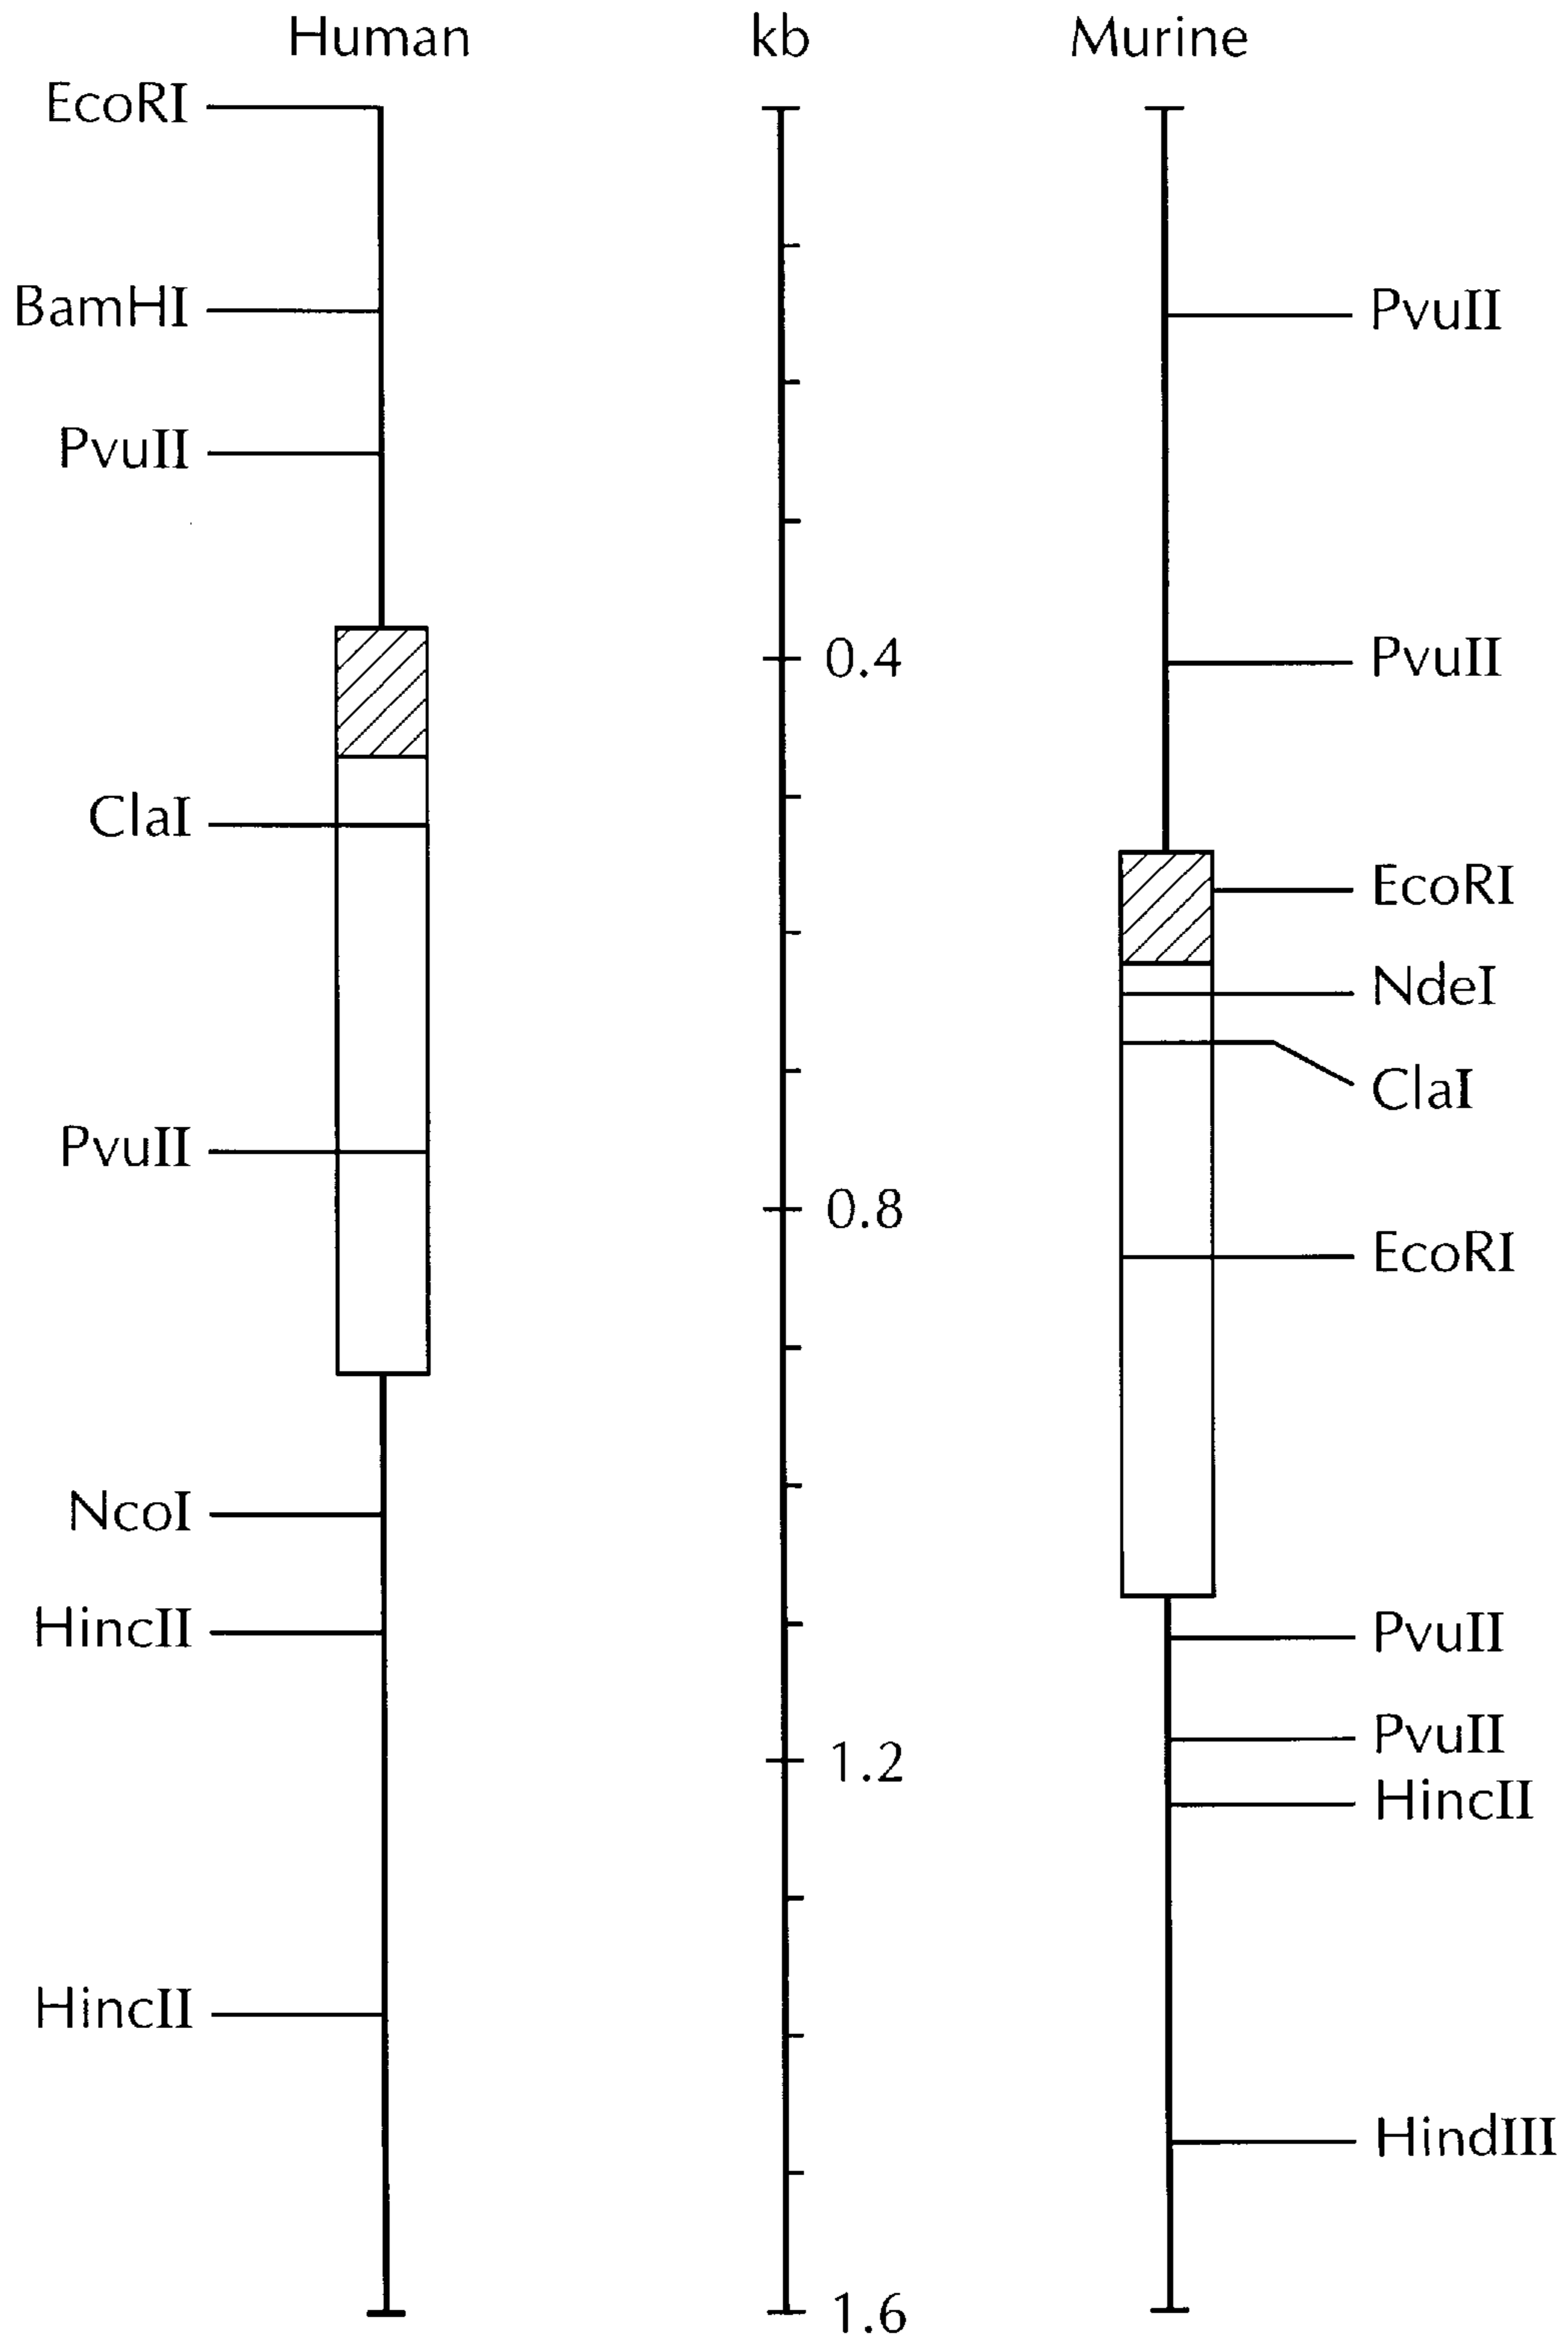 Human
kb
Murine
EcoRI
BamHI
PvuII
PvuII
ClaI
PvuII
NcoI
HincII
HincII
0.4
0.8
1.2
1.6
PvuII
EcoRI
NdeI
ClaI
EcoRI
PvuII
PvuII
HincII
HindIII